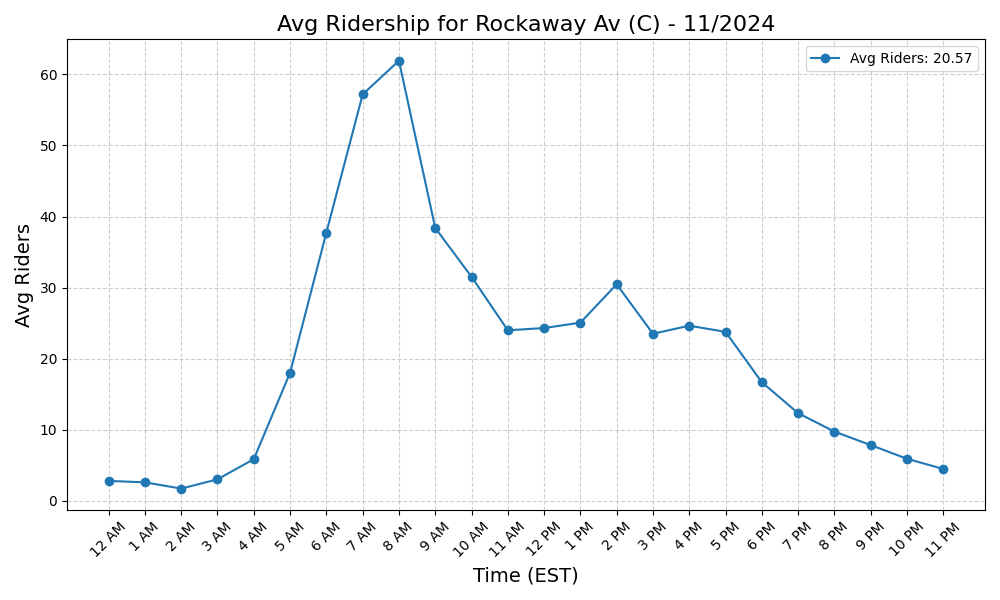 Avg Ridership for Rockaway Av (C) - 11/2024
Avg Riders: 20.57
Avg Riders
60
50
40
30
20
10
0
12 AM
1 AM
2 AM
3 AM
4 AM
5 AM
6 AM
7 AM
8 AM
9 AM
10 AM
11 AM
12 PM
1 PM
2 PM
3 PM
4 PM
5 PM
6 PM
7 PM
8 PM
9 PM
10 PM
11 PM
Time (EST)